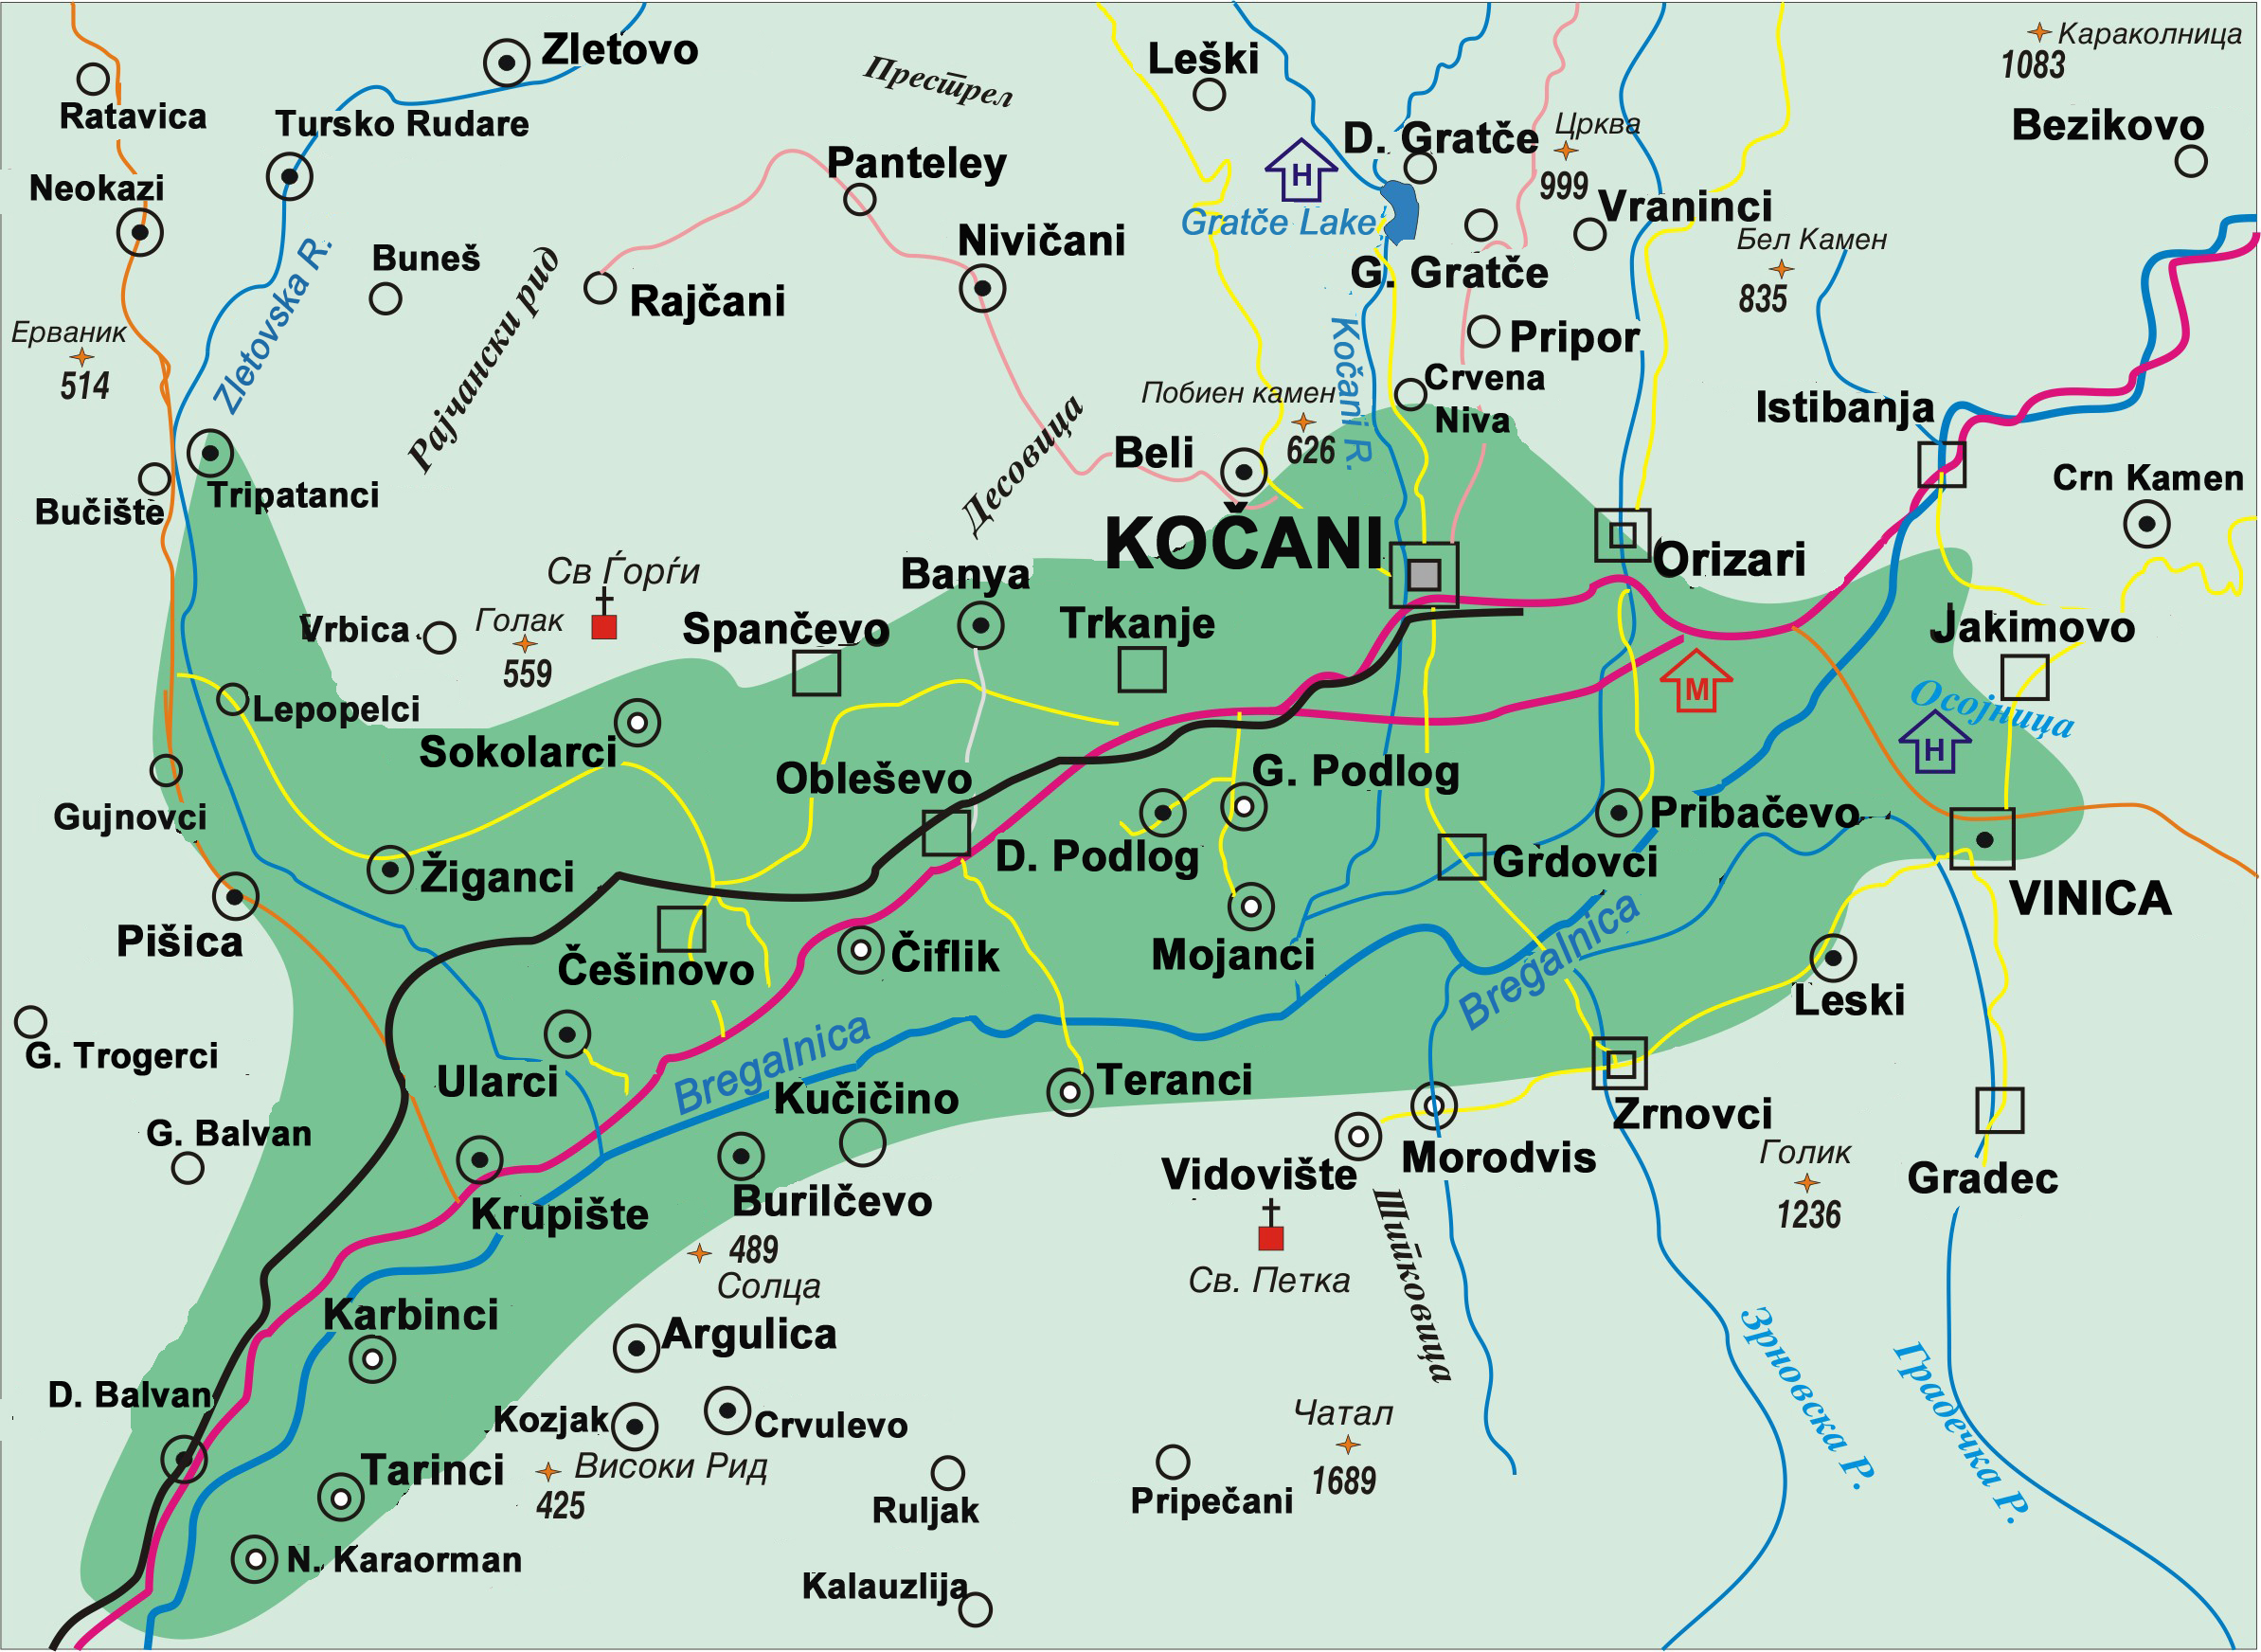 Zletovo
Leški
Караколница
1083
Ratavica
Tursko Rudare
Престрел
D. Gratče
Црква
999
Bezikovo
Neokazi
Panteley
H
Gratče Lake
Vraninci
Buneš
Zletovska R.
Рајчански рид
Rajčani
Nivičani
G. Gratče
Бел Камен
835
Ерваник
514
Kočani R.
Pripor
Побиен камен
626
Crvena
Niva
Istibanja
Bučište
Tripatanci
Десовица
Beli
Crn Kamen
KOČANI
Orizari
Св Ѓорѓи
Banya
Vrbica
Голак
559
Spančevo
Trkanje
Jakimovo
Lepopelci
Sokolarci
M
Осојница
H
Gujnovci
Obleševo
G. Podlog
Pribačevo
Žiganci
D. Podlog
Grdovci
VINICA
Pišica
Češinovo
Čiflik
Mojanci
Bregalnica
Leski
G. Trogerci
Ularci
Bregalnica
Kučičino
Teranci
Zrnovci
G. Balvan
Krupište
Burilčevo
Vidovište
Morodvis
Голик
1236
Gradec
489
Солца
Св. Петка
Шипковица
Karbinci
Argulica
Зрновска Р.
Градечка Р.
D. Balvan
Kozjak
Crvulevo
Чатал
1689
Tarinci
Високи Рид
425
Ruljak
Pripečani
N. Karaorman
Kalauzlija